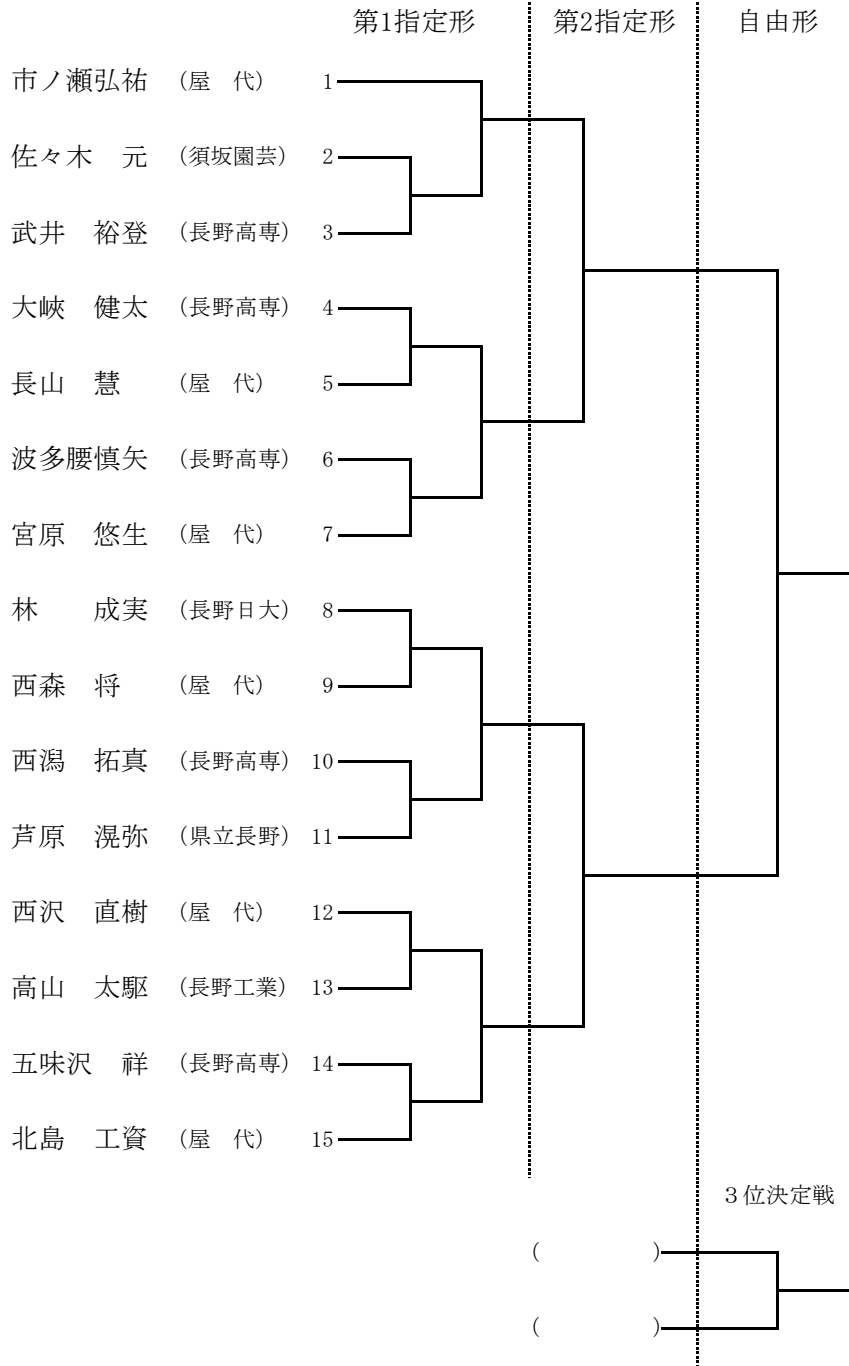 第1指定形 第2指定形 自由形
市ノ瀬弘祐 (屋 代) 1
佐々木 元 (須坂園芸) 2
武井 裕登 (長野高専) 3
大峽 健太 (長野高専) 4
長山 慧 (屋 代) 5
波多腰慎矢 (長野高専) 6
宮原 悠生 (屋 代) 7
林 成実 (長野日大) 8
西森 将 (屋 代) 9
西潟 拓真 (長野高専) 10
芦原 滉弥 (県立長野) 11
西沢 直樹 (屋 代) 12
高山 太駆 (長野工業) 13
五味沢 祥 (長野高専) 14
北島 工資 (屋 代) 15
3位決定戦
( )
( )